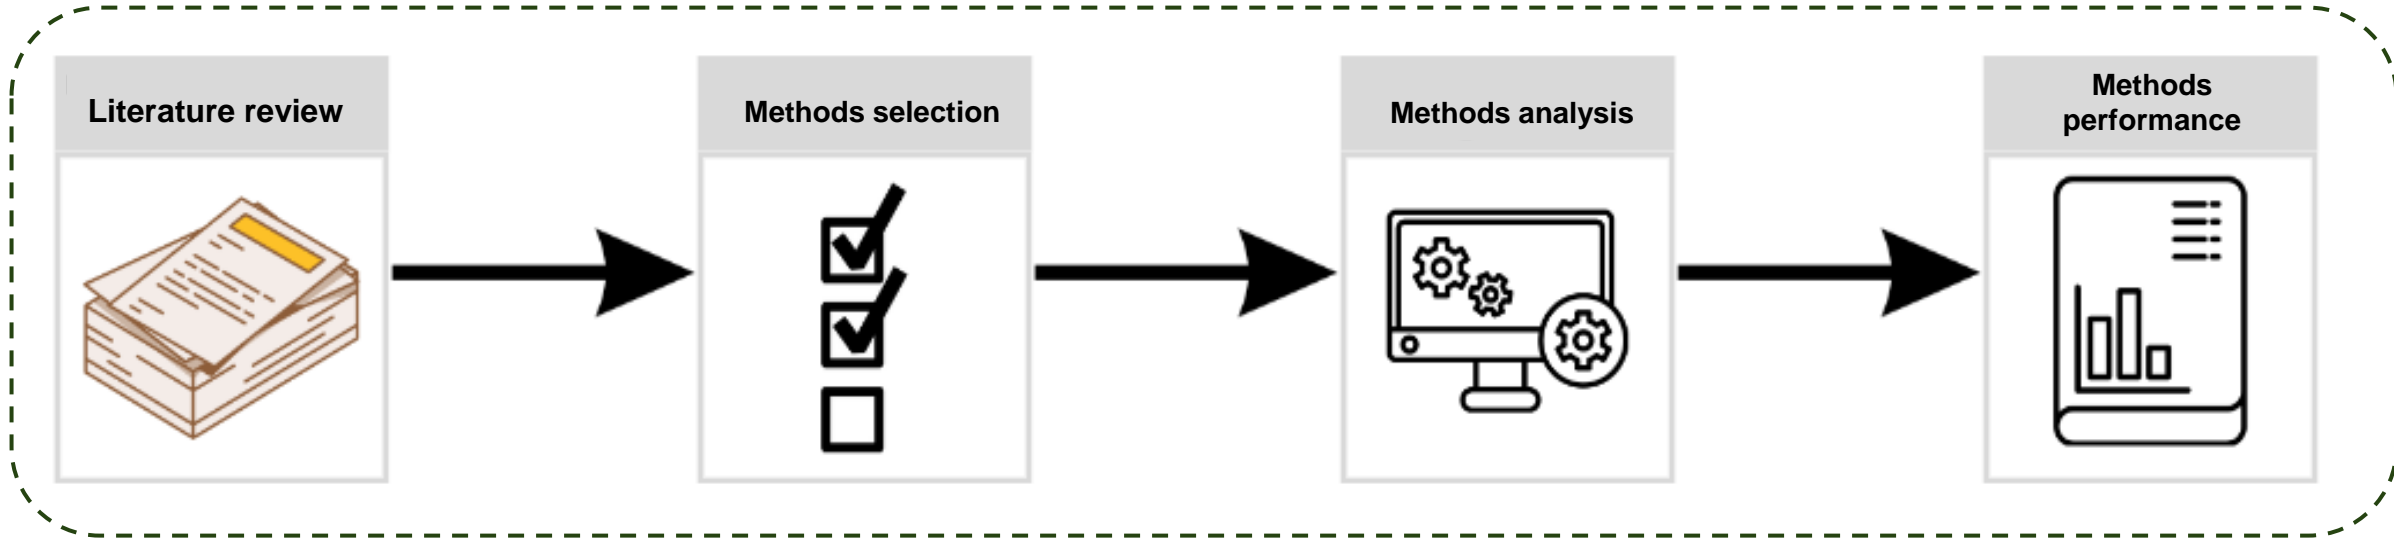 Literature review
Methods selection
Methods analysis
Methods
performance